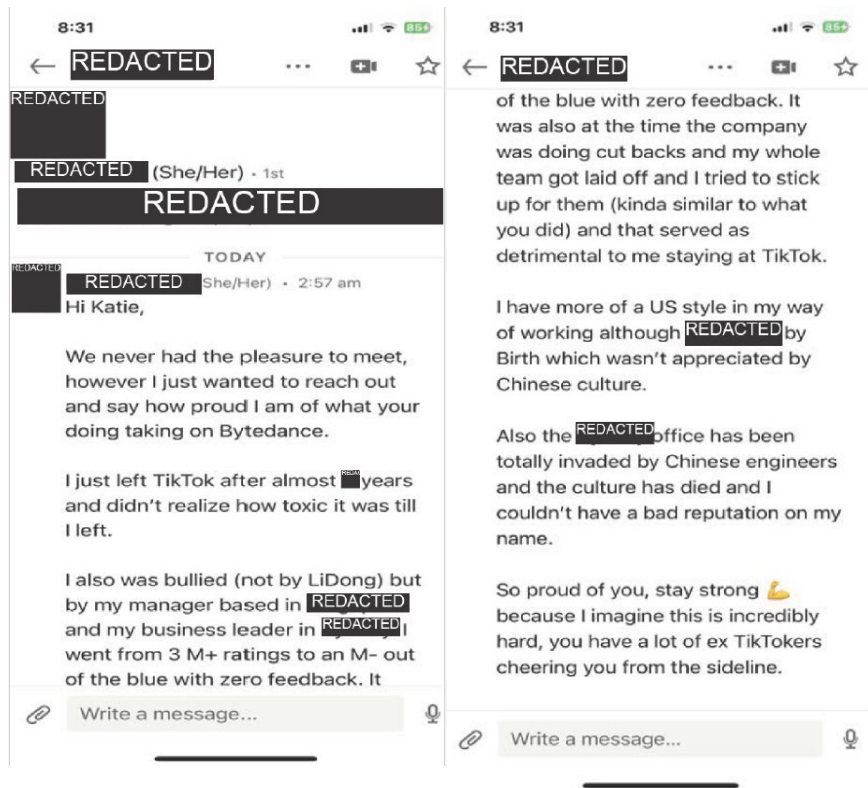 8:31
85+
REDACTED
REDACTED
REDACTED (She/Her) · 1st
REDACTED
TODAY
REDACTED
REDACTED She/Her) · 2:57 am
Hi Katie,
We never had the pleasure to meet,
however I just wanted to reach out
and say how proud I am of what your
doing taking on Bytedance.
I just left TikTok after almost years
and didn't realize how toxic it was till
I left.
I also was bullied (not by LiDong) but
by my manager based in REDACTED
and my business leader in REDACTED I
went from 3 M+ ratings to an M- out
of the blue with zero feedback. It
Write a message...
8:31
85+
REDACTED
of the blue with zero feedback. It
was also at the time the company
was doing cut backs and my whole
team got laid off and I tried to stick
up for them (kinda similar to what
you did) and that served as
detrimental to me staying at TikTok.
I have more of a US style in my way
of working although REDACTED by
Birth which wasn't appreciated by
Chinese culture.
Also the REDACTED office has been
totally invaded by Chinese engineers
and the culture has died and I
couldn't have a bad reputation on my
name.
So proud of you, stay strong 💪
because I imagine this is incredibly
hard, you have a lot of ex TikTokers
cheering you from the sideline.
Write a message...